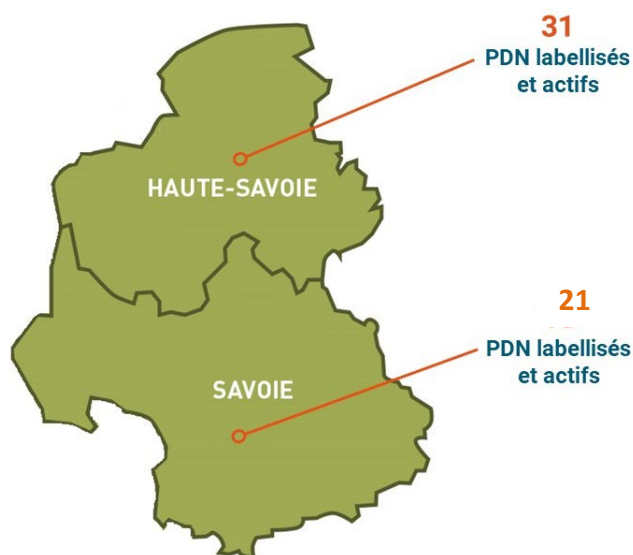 31
PDN labellisés
et actifs
HAUTE-SAVOIE
21
PDN labellisés
et actifs
SAVOIE